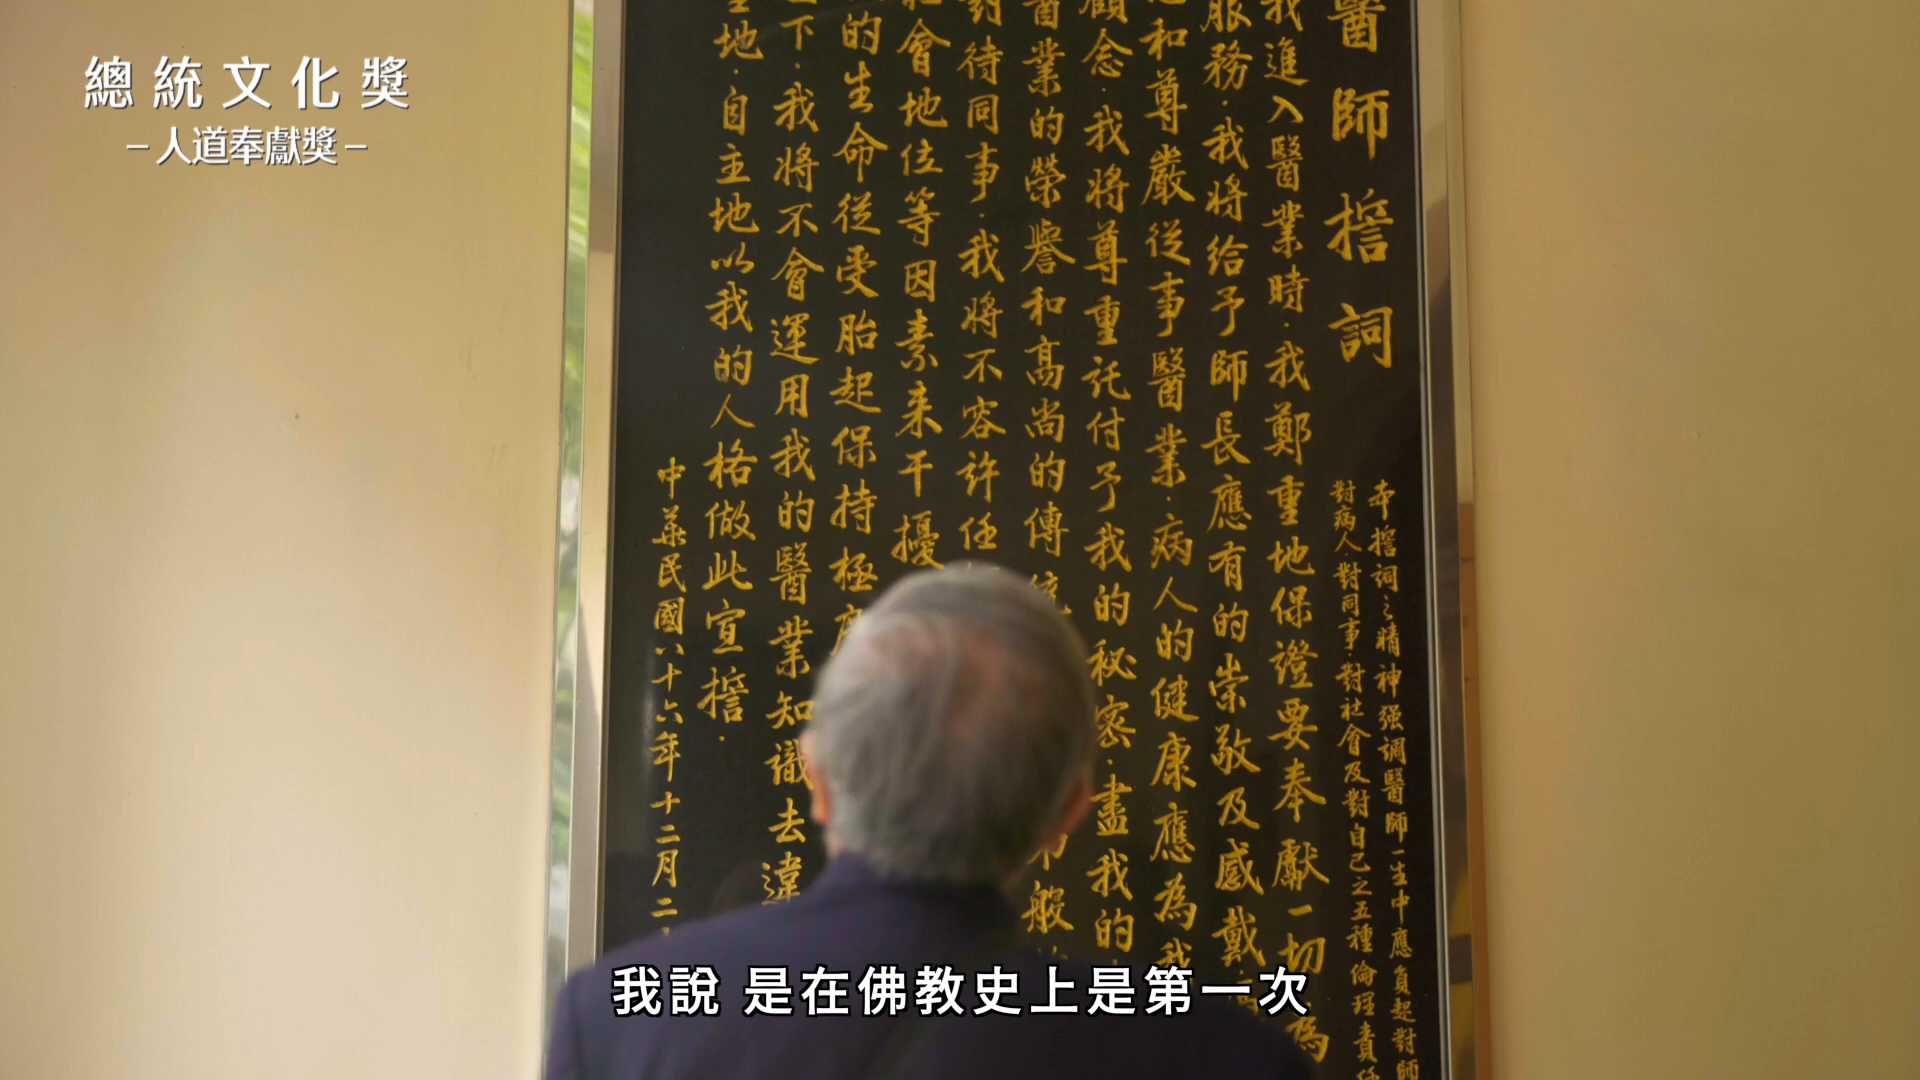 總統文化獎
－人道奉獻獎－
醫師誓詞
本誓詞之精神强調醫師一生中應負起對師
對病人·對同事·對社會及對自己之五種倫理責任
我進入醫業時·我鄭重地保證要奉獻一切為
服務·我將給予師長應有的崇敬及感戴·
和尊嚴從事醫業·病人的健康應為我
顧念·我將尊重託付予我的秘密·盡我的
醫業的榮譽和高尚的傳統
般
對待同事·我將不容許任
社會地位等因素來干擾
的生命從受胎起保持極
下·我將不會運用我的醫業知識去違
地·自主地以我的人格做此宣誓·
中華民國八十六年十二月二
我說 是在佛教史上是第一次